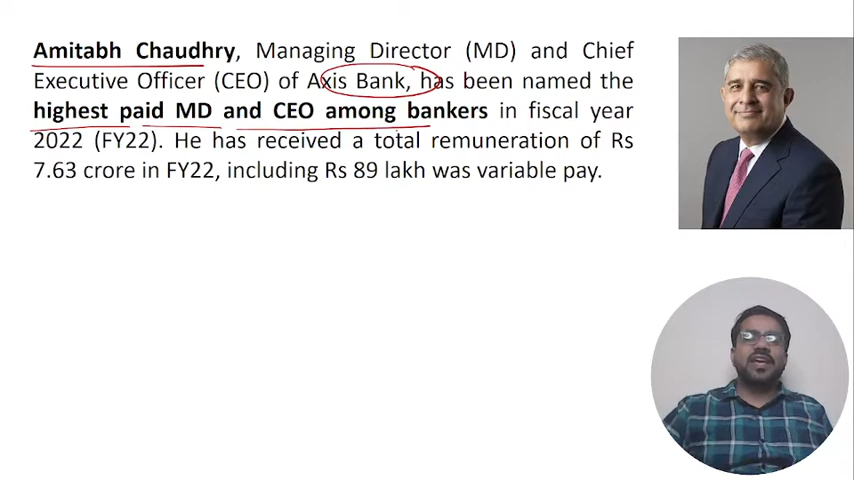 Amitabh Chaudhry, Managing Director (MD) and Chief
Executive Officer (CEO) of Axis Bank, has been named the
highest paid MD and CEO among bankers in fiscal year
2022 (FY22). He has received a total remuneration of Rs
7.63 crore in FY22, including Rs 89 lakh was variable pay.